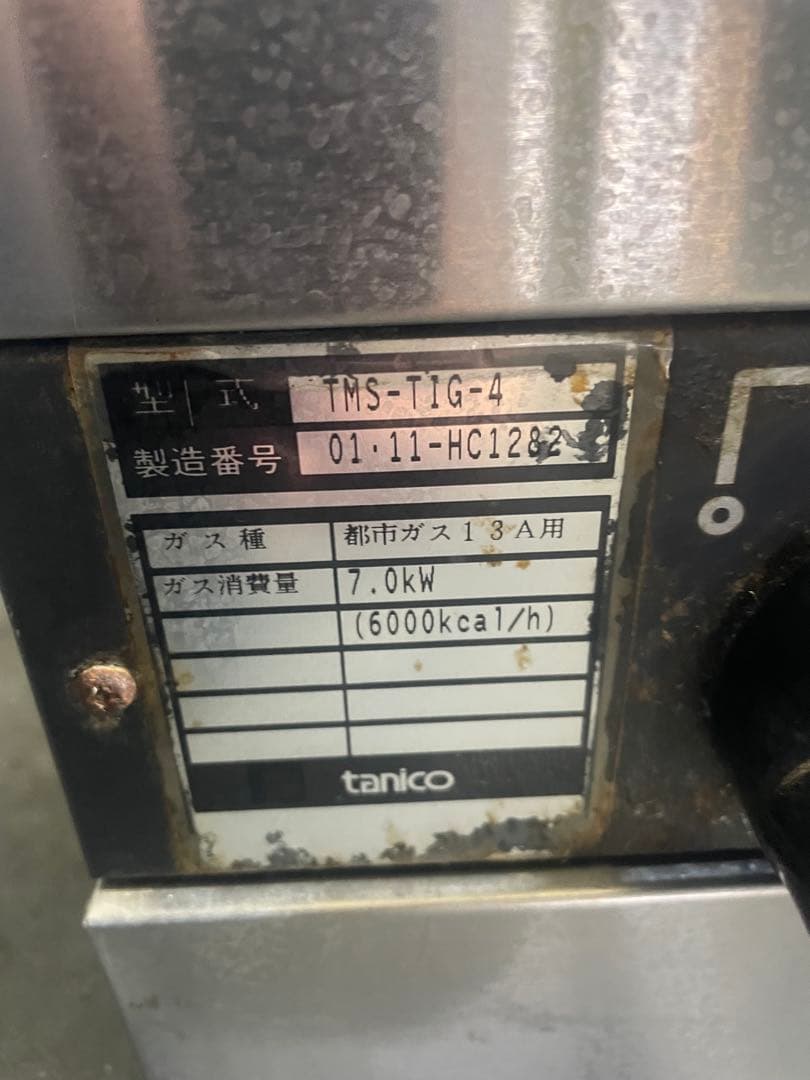 型式 TMS-TIG-4
製造番号 01·11-HC1282
ガス種 都市ガス13A用
ガス消費量 7.0kW
(6000kcal/h)
tanico